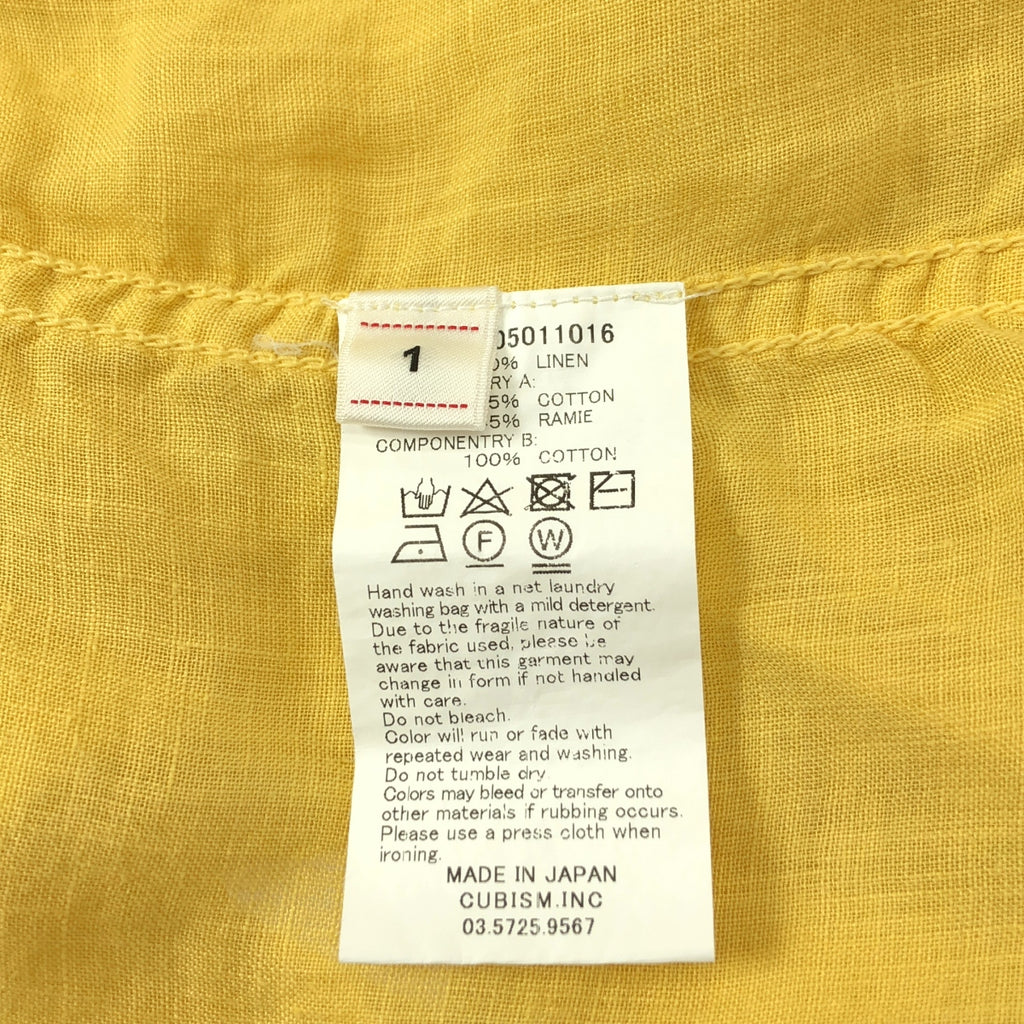 1
05011016
0% LINEN
RY A:
5% COTTON
5% RAMIE
COMPONENTRY B:
100% COTTON
F W
Hand wash in a net laundry
washing bag with a mild detergent.
Due to the fragile nature of
the fabric used, please be
aware that this garment may
change in form if not handled
with care.
Do not bleach.
Color will run or fade with
repeated wear and washing.
Do not tumble dry.
Colors may bleed or transfer onto
other materials if rubbing occurs.
Please use a press cloth when
ironing.
MADE IN JAPAN
CUBISM.INC
03.5725.9567